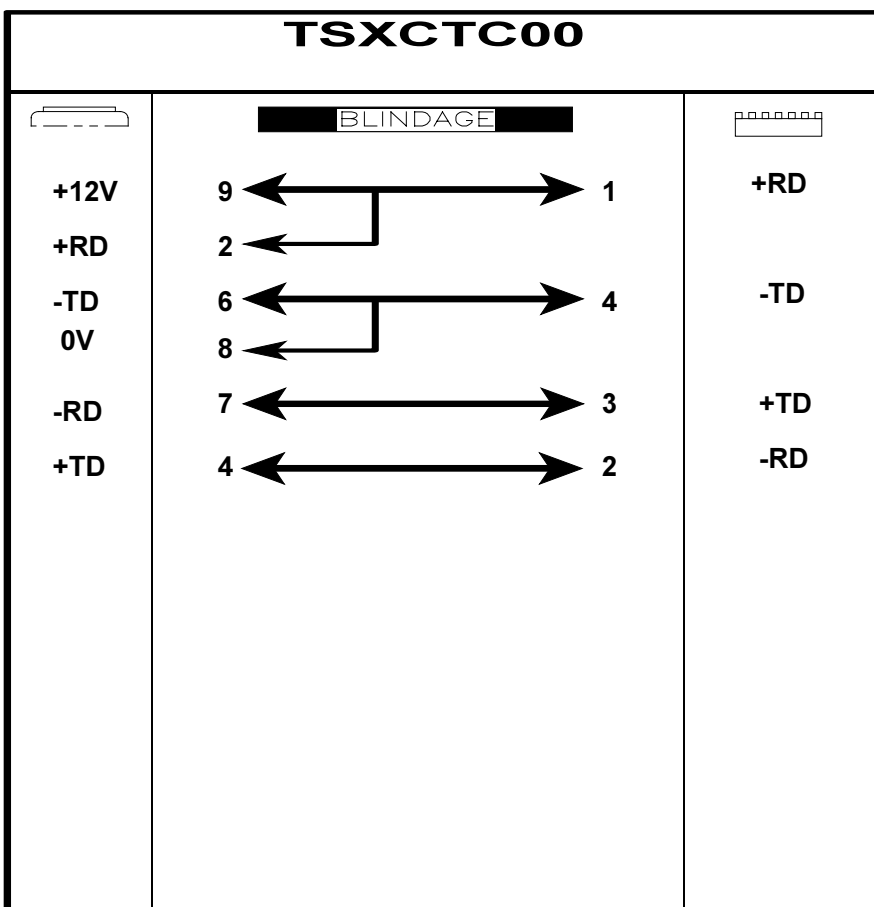 TSXCTC00
BLINDAGE
+12V 9 1 +RD
+RD 2
-TD 6 4 -TD
0V 8
-RD 7 3 +TD
+TD 4 2 -RD